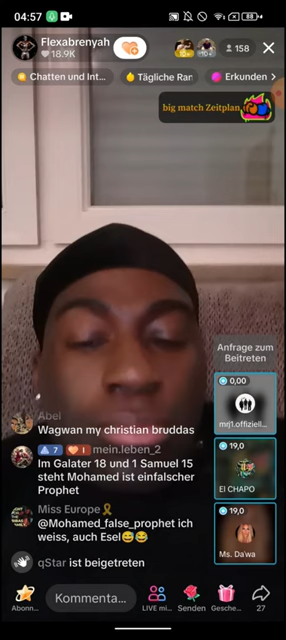 04:57
88
Flexabrenyah
18.9K
10+
10+
158
Chatten und Int...
Tägliche Ran
Erkunden
big match Zeitplan
Anfrage zum
Beitreten
0,00
mrj1.offiziell...
19,0
El CHAPO
19,0
Ms. Da'wa
Abel
Wagwan my christian bruddas
7 1 mein.leben_2
Im Galater 18 und 1 Samuel 15
steht Mohamed ist einfalscher
Prophet
Miss Europe
@Mohamed_false_prophet ich
weiss, auch Esel
qStar ist beigetreten
Abonn...
Kommenta...
LIVE mi...
Senden
Gesche...
27